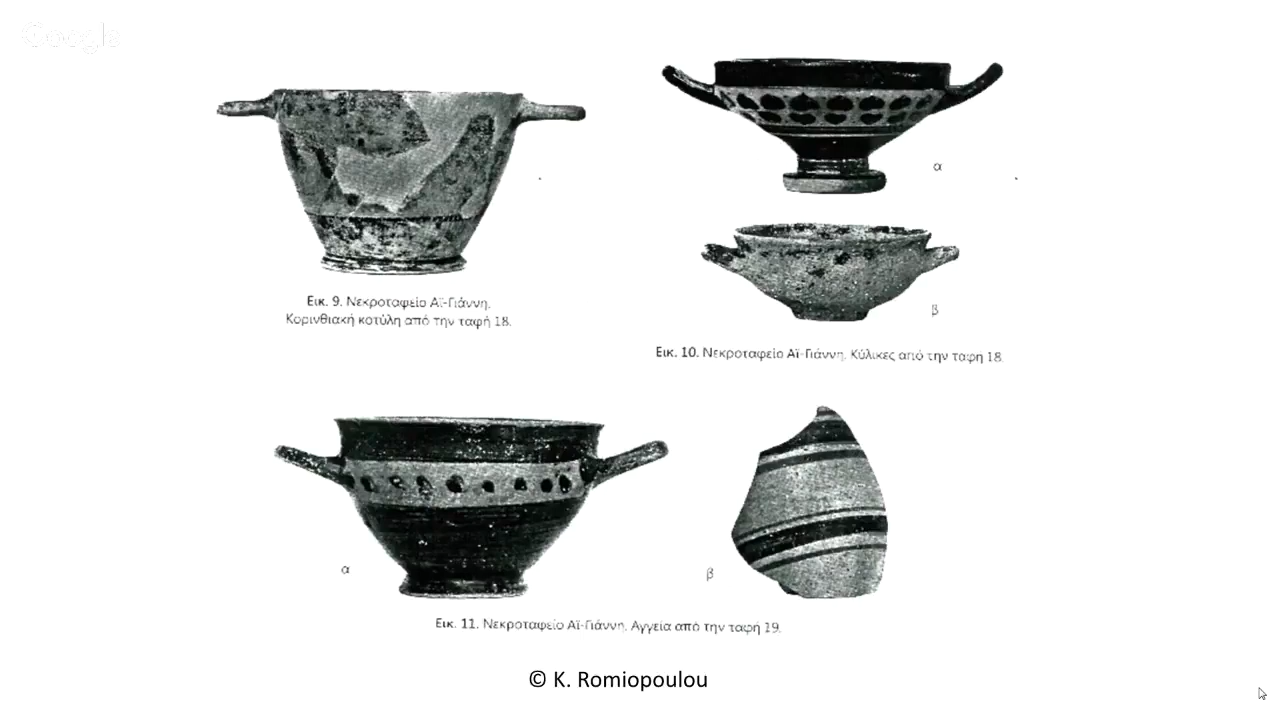 Google
Εικ. 9. Νεκροταφείο Αϊ-Γιάννη.
Κορινθιακή κοτύλη από την ταφή 18.
α
β
Εικ. 10. Νεκροταφείο Αϊ-Γιάννη. Κύλικες από την ταφή 18.
α
β
Εικ. 11. Νεκροταφείο Αϊ-Γιάννη. Αγγεία από την ταφή 19.
© K. Romiopoulou